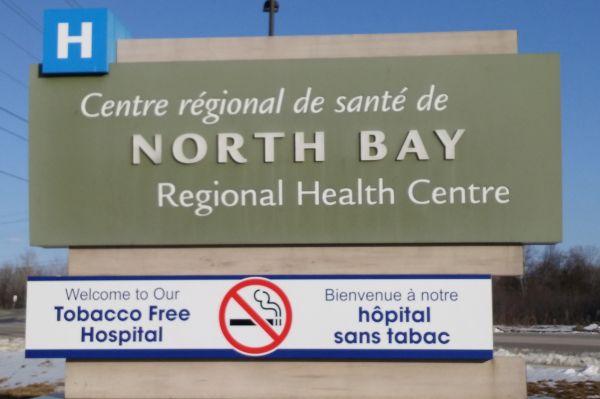 H
Centre régional de santé de
NORTH BAY
Regional Health Centre
Welcome to Our
Tobacco Free
Hospital
Bienvenue à notre
hôpital
sans tabac